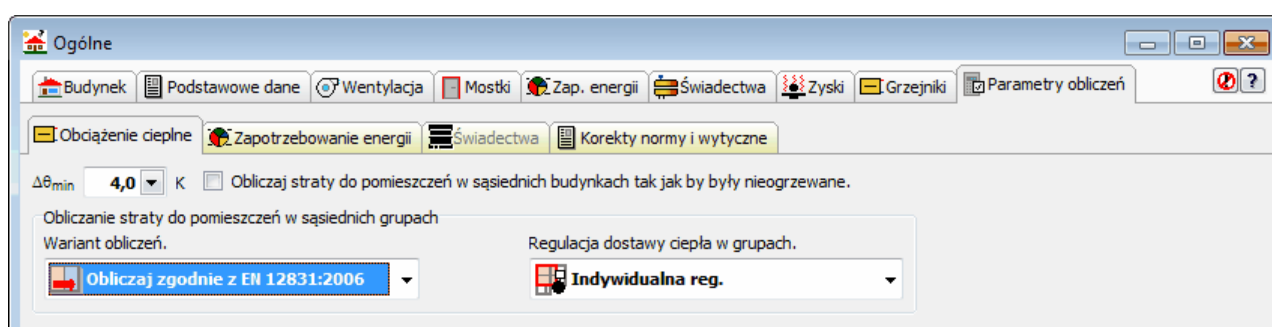 Ogólne
Budynek Podstawowe dane Wentylacja Mostki Zap. energii Świadectwa Zyski Grzejniki Parametry obliczeń
Obciążenie cieplne Zapotrzebowanie energii Świadectwa Korekty normy i wytyczne
Δθmin 4,0 K Obliczaj straty do pomieszczeń w sąsiednich budynkach tak jak by były nieogrzewane.
Obliczanie straty do pomieszczeń w sąsiednich grupach
Wariant obliczeń. Regulacja dostawy ciepła w grupach.
Obliczaj zgodnie z EN 12831:2006 Indywidualna reg.